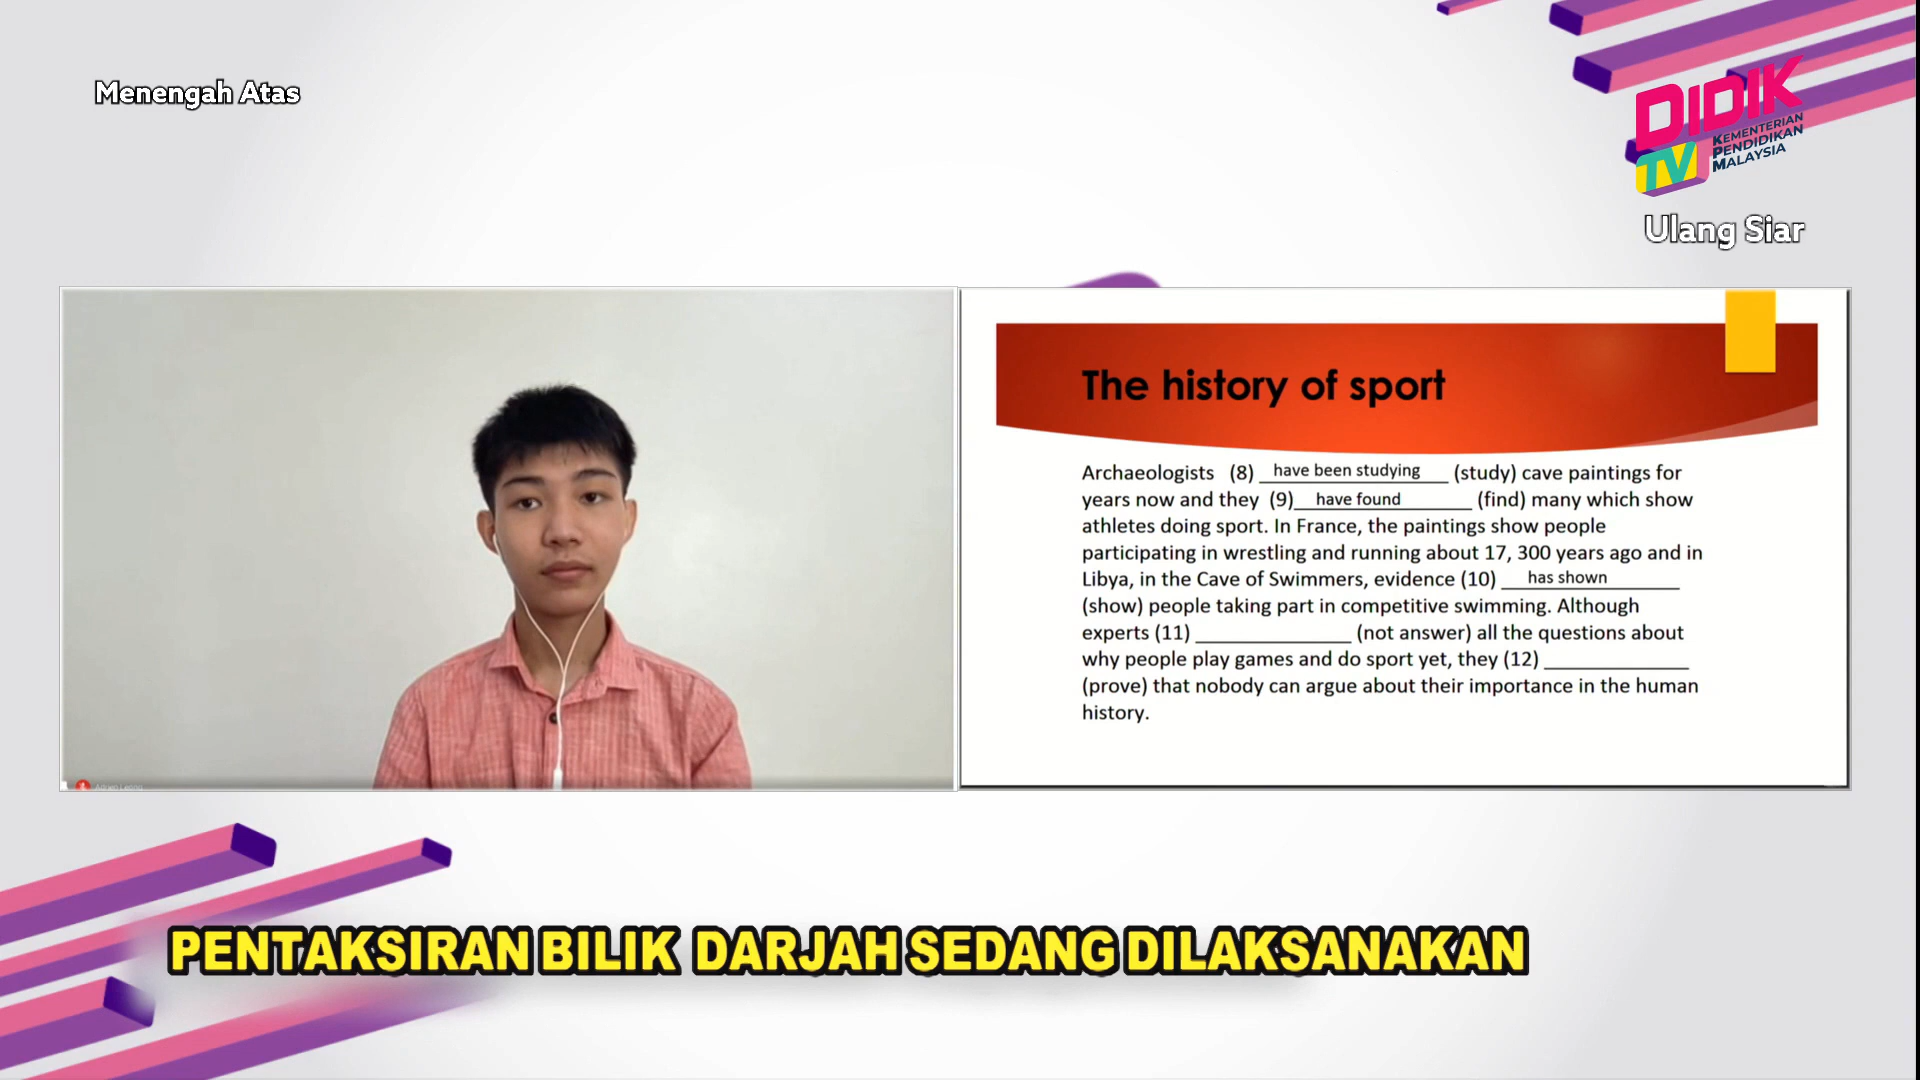 Menengah Atas
DIDIK
TV
KEMENTERIAN
PENDIDIKAN
MALAYSIA
Ulang Siar
The history of sport
Archaeologists (8) have been studying (study) cave paintings for
years now and they (9) have found (find) many which show
athletes doing sport. In France, the paintings show people
participating in wrestling and running about 17, 300 years ago and in
Libya, in the Cave of Swimmers, evidence (10) has shown
(show) people taking part in competitive swimming. Although
experts (11) ______________ (not answer) all the questions about
why people play games and do sport yet, they (12) _____________
(prove) that nobody can argue about their importance in the human
history.
PENTAKSIRAN BILIK DARJAH SEDANG DILAKSANAKAN